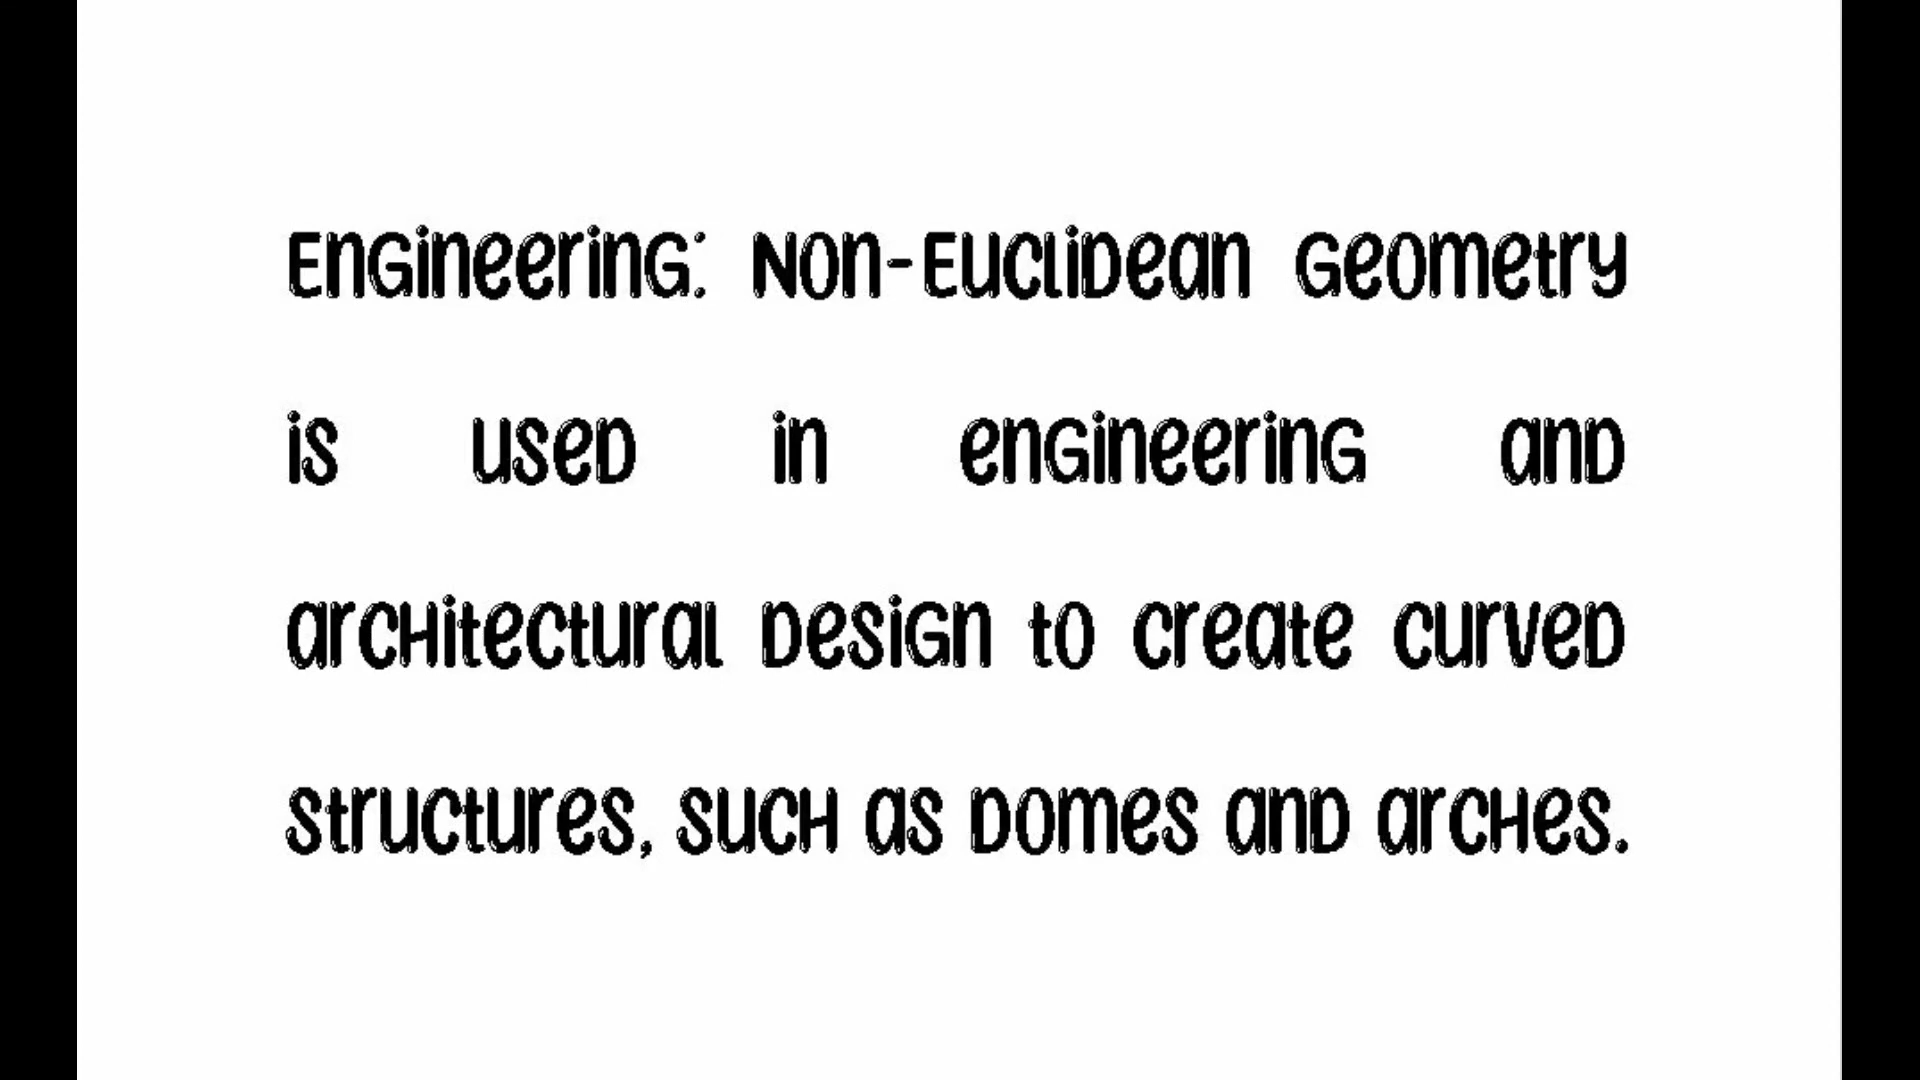 Engineering: Non-Euclidean Geometry
is used in engineering and
architectural design to create curved
structures, such as domes and arches.